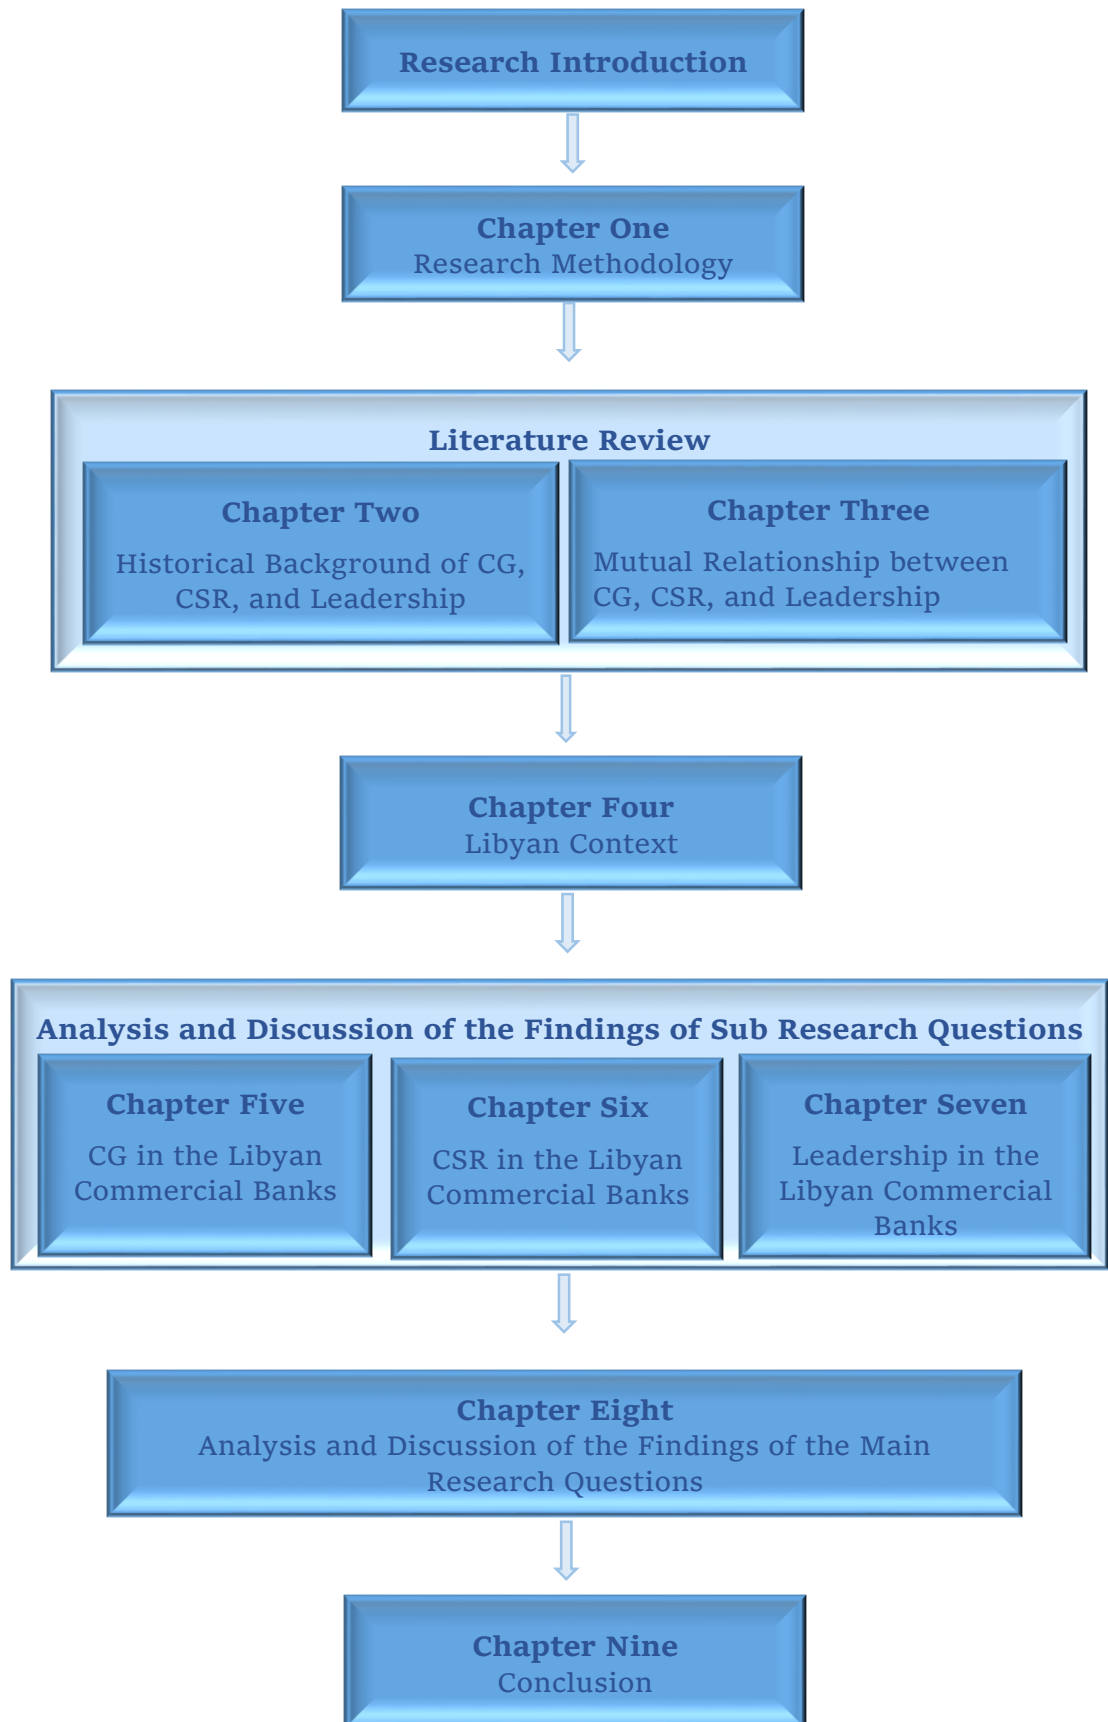 Research Introduction
Chapter One
Research Methodology
Literature Review
Chapter Two
Historical Background of CG,
CSR, and Leadership
Chapter Three
Mutual Relationship between
CG, CSR, and Leadership
Chapter Four
Libyan Context
Analysis and Discussion of the Findings of Sub Research Questions
Chapter Five
CG in the Libyan
Commercial Banks
Chapter Six
CSR in the Libyan
Commercial Banks
Chapter Seven
Leadership in the
Libyan Commercial
Banks
Chapter Eight
Analysis and Discussion of the Findings of the Main
Research Questions
Chapter Nine
Conclusion